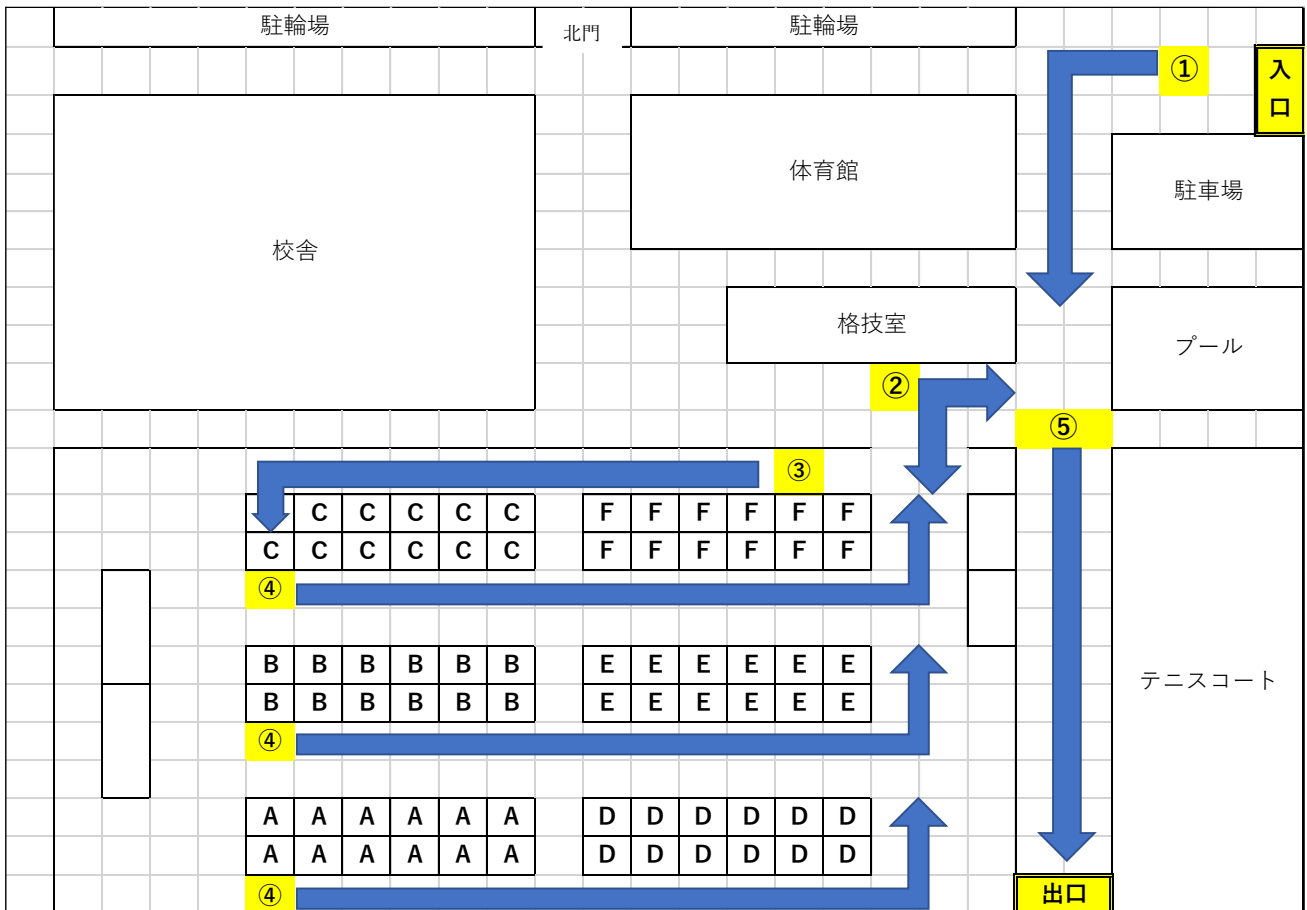 駐輪場 北門 駐輪場
① 入
口
体育館
駐車場
校舎
格技室
プール
②
⑤
③
C C C C C F F F F F F
C C C C C C F F F F F F
④
B B B B B B E E E E E E
テニスコート
B B B B B B E E E E E E
④
A A A A A A D D D D D D
A A A A A A D D D D D D
④ 出口